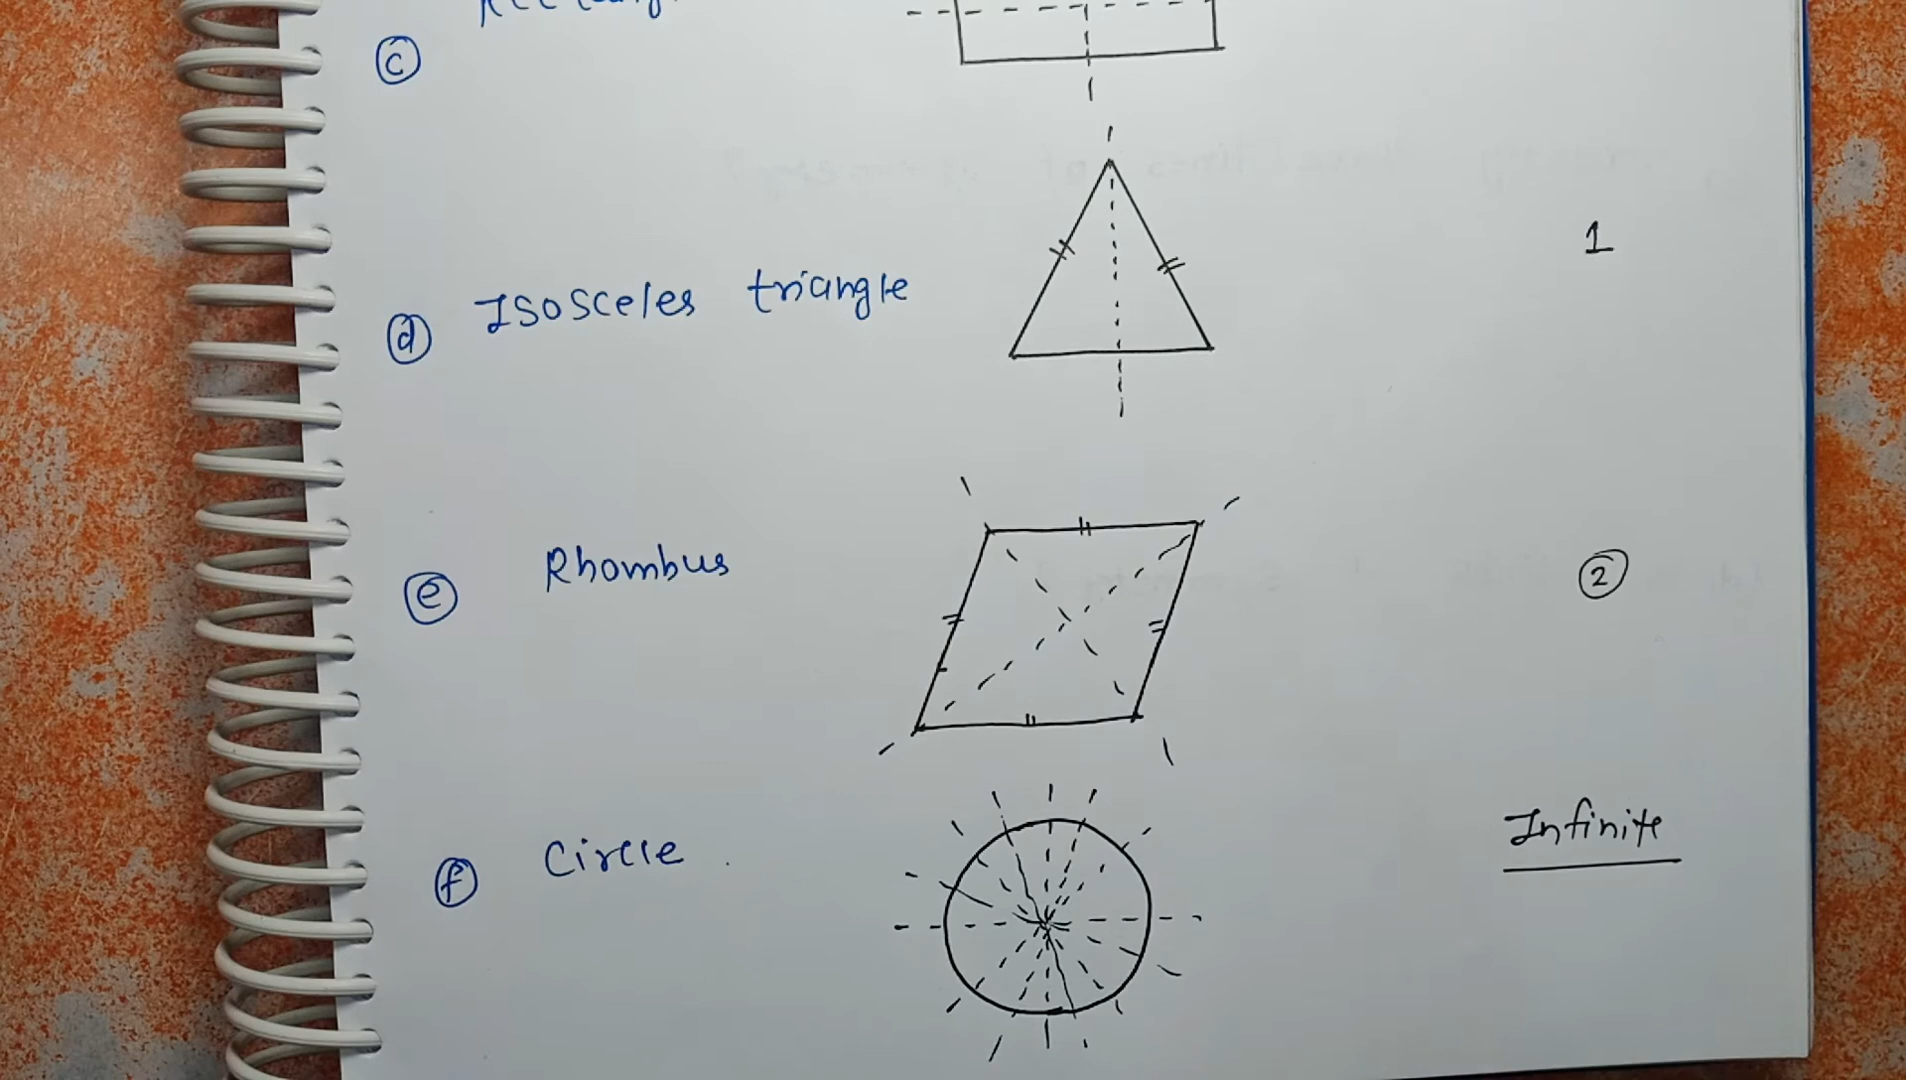 c
d Isosceles triangle 1
e Rhombus 2
f Circle Infinite